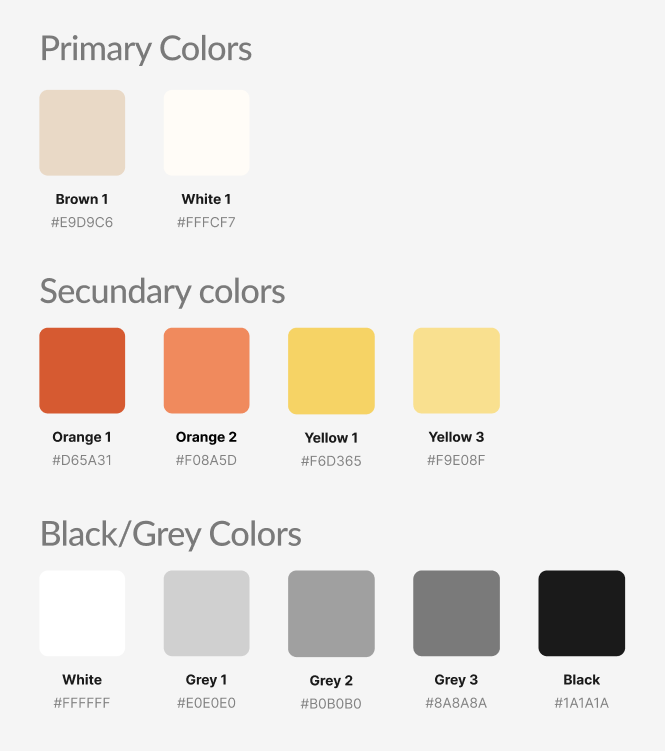 Primary Colors
Brown 1 White 1
#E9D9C6 #FFFCF7
Secundary colors
Orange 1 Orange 2 Yellow 1 Yellow 3
#D65A31 #F08A5D #F6D365 #F9E08F
Black/Grey Colors
White Grey 1 Grey 2 Grey 3 Black
#FFFFFF #E0E0E0 #B0B0B0 #8A8A8A #1A1A1A